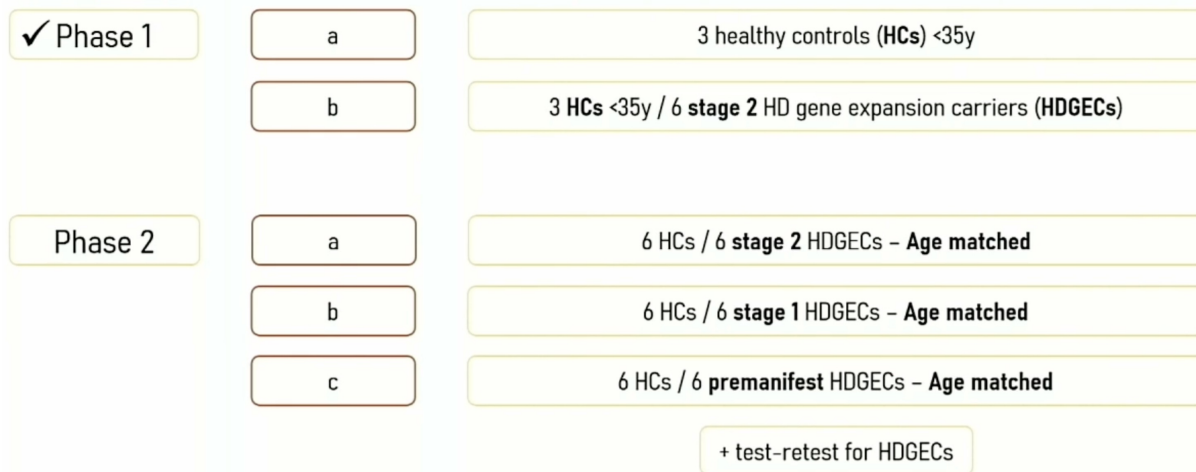 ✓ Phase 1
a
3 healthy controls (HCs) <35y
b
3 HCs <35y / 6 stage 2 HD gene expansion carriers (HDGECs)
Phase 2
a
6 HCs / 6 stage 2 HDGECs – Age matched
b
6 HCs / 6 stage 1 HDGECs – Age matched
c
6 HCs / 6 premanifest HDGECs – Age matched
+ test-retest for HDGECs